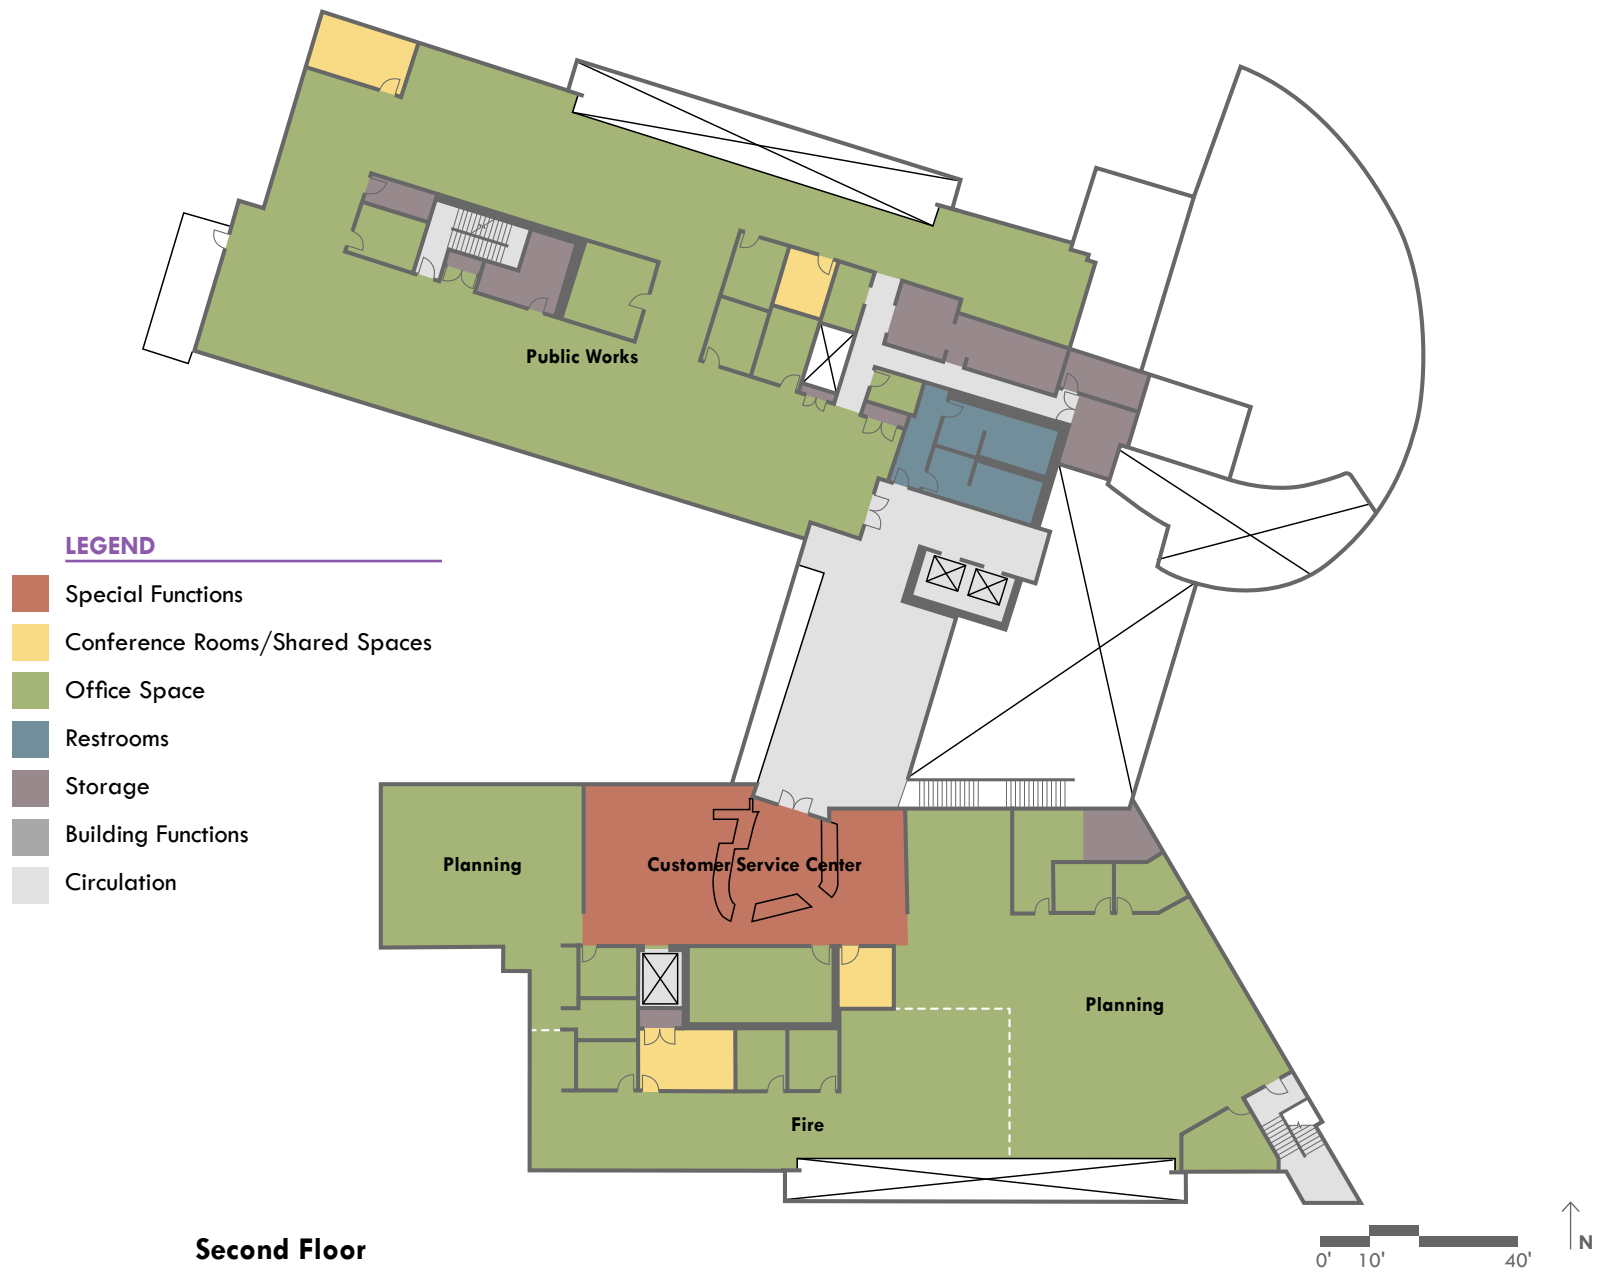 Public Works
LEGEND
Special Functions
Conference Rooms/Shared Spaces
Office Space
Restrooms
Storage
Building Functions
Circulation
Planning
Customer Service Center
Planning
Fire
Second Floor
0' 10' 40'
N